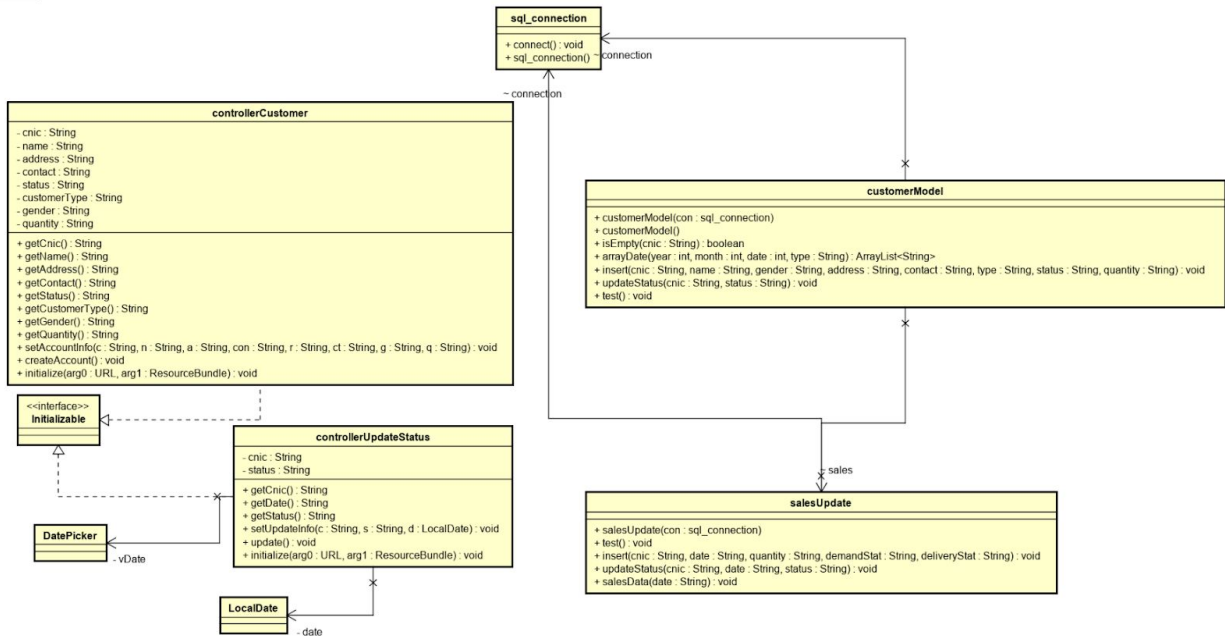 sql_connection
+ connect() : void
+ sql_connection()
~ connection
~ connection
controllerCustomer
- cnic : String
- name : String
- address : String
- contact : String
- status : String
- customerType : String
- gender : String
- quantity : String
+ getCnic() : String
+ getName() : String
+ getAddress() : String
+ getContact() : String
+ getStatus() : String
+ getCustomerType() : String
+ getGender() : String
+ getQuantity() : String
+ setAccountInfo(c : String, n : String, a : String, con : String, r : String, ct : String, g : String, q : String) : void
+ createAccount() : void
+ initialize(arg0 : URL, arg1 : ResourceBundle) : void
customerModel
+ customerModel(con : sql_connection)
+ customerModel()
+ isEmpty(cnic : String) : boolean
+ arrayDate(year : int, month : int, date : int, type : String) : ArrayList<String>
+ insert(cnic : String, name : String, gender : String, address : String, contact : String, type : String, status : String, quantity : String) : void
+ updateStatus(cnic : String, status : String) : void
+ test() : void
<<interface>>
Initializable
controllerUpdateStatus
- cnic : String
- status : String
+ getCnic() : String
+ getDate() : String
+ getStatus() : String
+ setUpdateInfo(c : String, s : String, d : LocalDate) : void
+ update() : void
+ initialize(arg0 : URL, arg1 : ResourceBundle) : void
DatePicker
- vDate
LocalDate
- date
~ sales
salesUpdate
+ salesUpdate(con : sql_connection)
+ test() : void
+ insert(cnic : String, date : String, quantity : String, demandStat : String, deliveryStat : String) : void
+ updateStatus(cnic : String, date : String, status : String) : void
+ salesData(date : String) : void